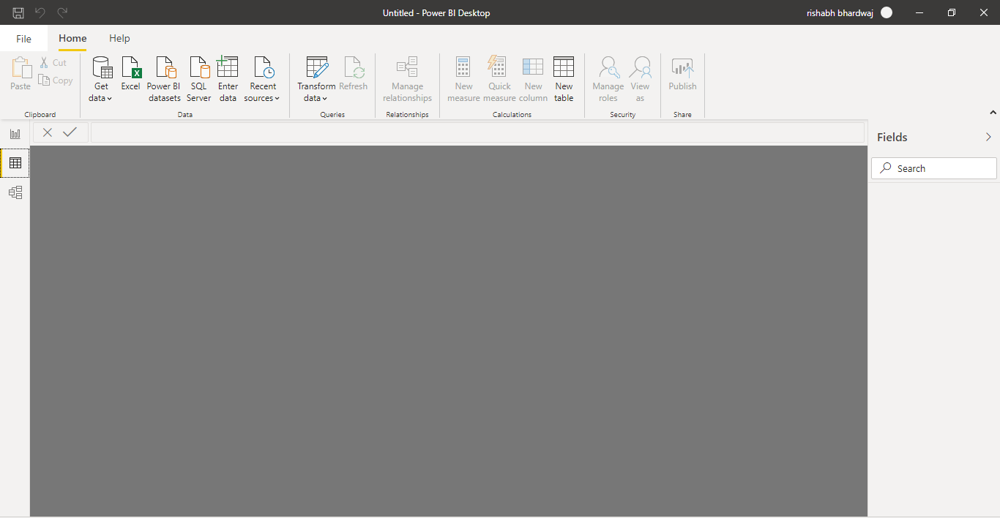 Untitled - Power BI Desktop
rishabh bhardwaj
File
Home
Help
Paste
Cut
Copy
Clipboard
Get
data
Excel
Power BI
datasets
SQL
Server
Enter
data
Recent
sources
Data
Transform
data
Refresh
Queries
Manage
relationships
Relationships
New
measure
Quick
measure
New
column
New
table
Calculations
Manage
roles
View
as
Security
Publish
Share
Fields
Search